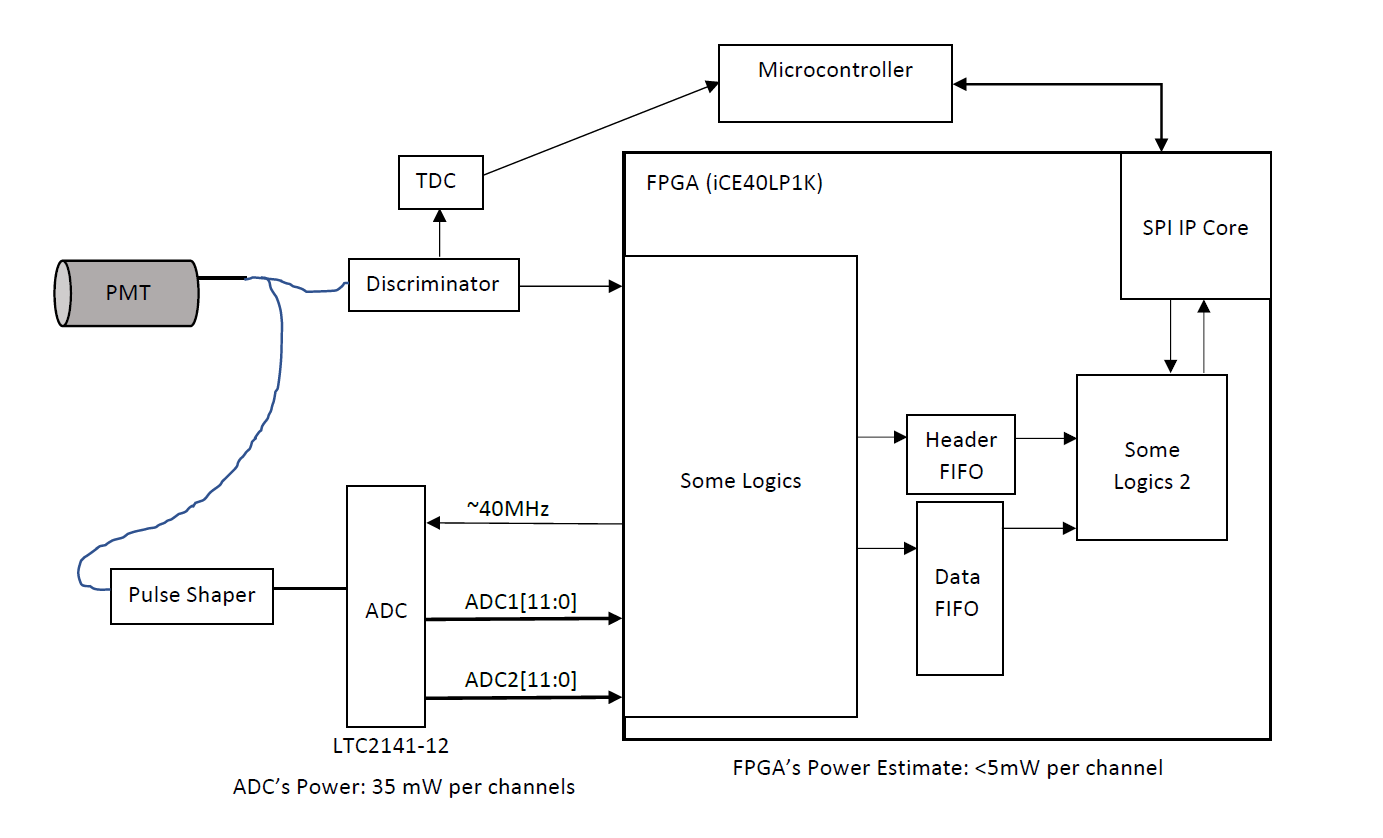 Microcontroller
TDC
FPGA (iCE40LP1K)
SPI IP Core
PMT
Discriminator
Header
FIFO
Some
Logics 2
Some Logics
~40MHz
Data
FIFO
Pulse Shaper
ADC
ADC1[11:0]
ADC2[11:0]
LTC2141-12
FPGA’s Power Estimate: <5mW per channel
ADC’s Power: 35 mW per channels